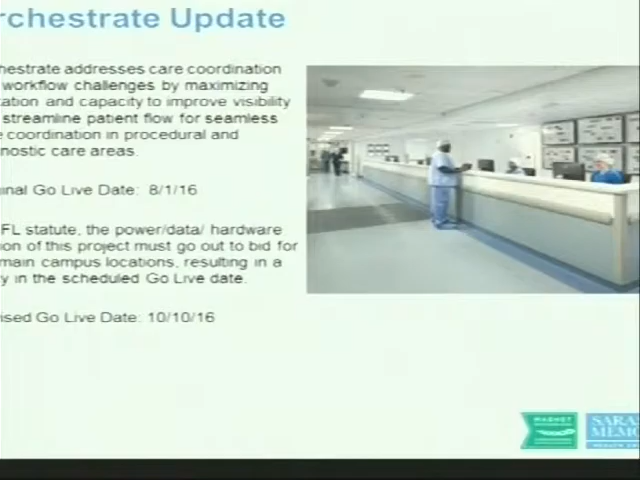 rchestrate Update
hestrate addresses care coordination
workflow challenges by maximizing
ation and capacity to improve visibility
streamline patient flow for seamless
e coordination in procedural and
nostic care areas.
inal Go Live Date: 8/1/16
FL statute, the power/data/ hardware
ion of this project must go out to bid for
main campus locations, resulting in a
y in the scheduled Go Live date.
ised Go Live Date: 10/10/16
MAGNET
SARA
MEMO